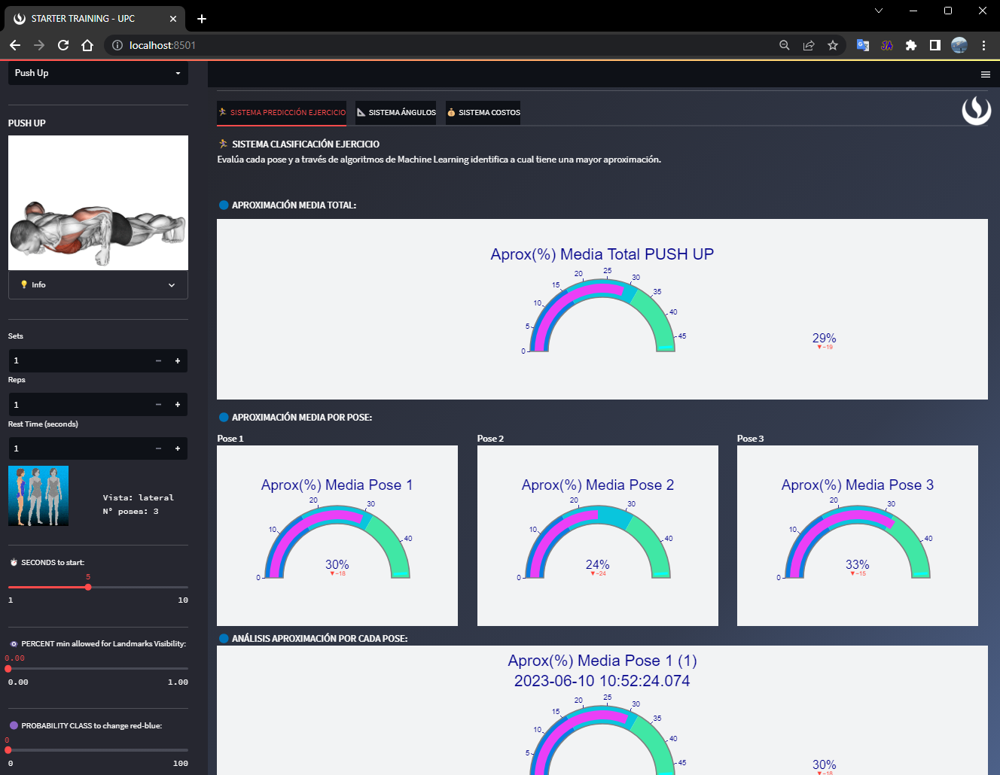 STARTER TRAINING - UPC
localhost:8501
Push Up
PUSH UP
Info
Sets
1
Reps
1
Rest Time (seconds)
1
Vista: lateral
N° poses: 3
SECONDS to start:
5
1 10
PERCENT min allowed for Landmarks Visibility:
0.00
0.00 1.00
PROBABILITY CLASS to change red-blue:
0
0 100
SISTEMA PREDICCIÓN EJERCICIO SISTEMA ÁNGULOS SISTEMA COSTOS
SISTEMA CLASIFICACIÓN EJERCICIO
Evalúa cada pose y a través de algoritmos de Machine Learning identifica a cual tiene una mayor aproximación.
APROXIMACIÓN MEDIA TOTAL:
Aprox(%) Media Total PUSH UP
0 5 10 15 20 25 30 35 40 45
29%
▼−19
APROXIMACIÓN MEDIA POR POSE:
Pose 1
Aprox(%) Media Pose 1
0 10 20 30 40
30%
▼−18
Pose 2
Aprox(%) Media Pose 2
0 10 20 30 40
24%
▼−24
Pose 3
Aprox(%) Media Pose 3
0 10 20 30 40
33%
▼−15
ANÁLISIS APROXIMACIÓN POR CADA POSE:
Aprox(%) Media Pose 1 (1)
2023-06-10 10:52:24.074
5 10 15 20 25 30 35 40 45
30%
▼−18